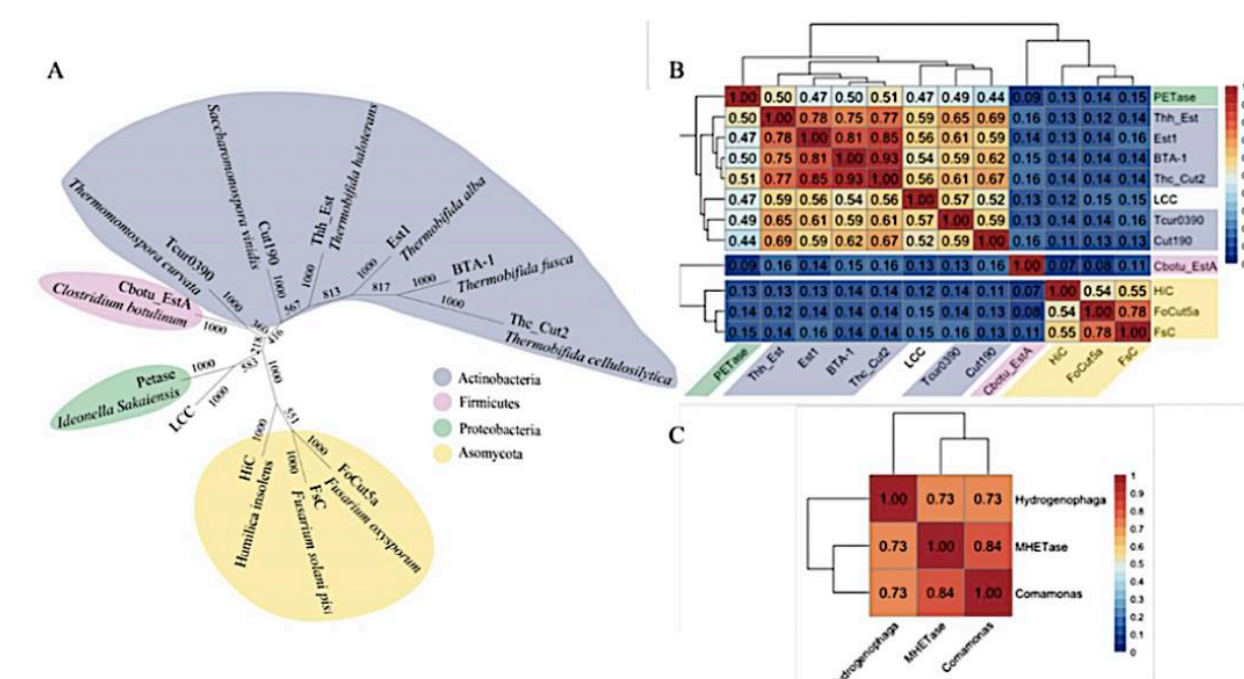 A
Saccharomonospora viridis
Cut190
Thermomonospora curvata
Tcur0390
Thh_Est
Thermobifida halotolerans
Est1
Thermobifida alba
BTA-1
Thermobifida fusca
Thc_Cut2
Thermobifida cellulosilytica
Cbotu_EstA
Clostridium botulinum
Petase
Ideonella Sakaiensis
LCC
HiC
Humilica insolens
FsC
Fusarium solani pisi
FoCut5a
Fusarium oxysporum
1000 1000 1000 1000 1000 1000
567 813 817
1000
360
218
583
1000
1000
1000
551
1000 1000 1000
Actinobacteria
Firmicutes
Proteobacteria
Asomycota
B
1.00 0.50 0.47 0.50 0.51 0.47 0.49 0.44 0.09 0.13 0.14 0.15 PETase
0.50 1.00 0.78 0.75 0.77 0.59 0.65 0.69 0.16 0.13 0.12 0.14 Thh_Est
0.47 0.78 1.00 0.81 0.85 0.56 0.61 0.59 0.14 0.13 0.14 0.16 Est1
0.50 0.75 0.81 1.00 0.93 0.54 0.59 0.62 0.15 0.14 0.14 0.14 BTA-1
0.51 0.77 0.85 0.93 1.00 0.56 0.61 0.67 0.16 0.14 0.14 0.14 Thc_Cut2
0.47 0.59 0.56 0.54 0.56 1.00 0.57 0.52 0.13 0.12 0.15 0.15 LCC
0.49 0.65 0.61 0.59 0.61 0.57 1.00 0.59 0.13 0.14 0.14 0.16 Tcur0390
0.44 0.69 0.59 0.62 0.67 0.52 0.59 1.00 0.16 0.11 0.13 0.13 Cut190
0.09 0.16 0.14 0.15 0.16 0.13 0.13 0.16 1.00 0.07 0.08 0.11 Cbotu_EstA
0.13 0.13 0.13 0.14 0.14 0.12 0.14 0.11 0.07 1.00 0.54 0.55 HiC
0.14 0.12 0.14 0.14 0.14 0.15 0.14 0.13 0.08 0.54 1.00 0.78 FoCut5a
0.15 0.14 0.16 0.14 0.14 0.15 0.16 0.13 0.11 0.55 0.78 1.00 FsC
PETase Thh_Est Est1 BTA-1 Thc_Cut2 LCC Tcur0390 Cut190 Cbotu_EstA HiC FoCut5a FsC
C
1.00 0.73 0.73 Hydrogenophaga
0.73 1.00 0.84 MHETase
0.73 0.84 1.00 Comamonas
drogenophaga MHETase Comamonas
1
0.9
0.8
0.7
0.6
0.5
0.4
0.3
0.2
0.1
0